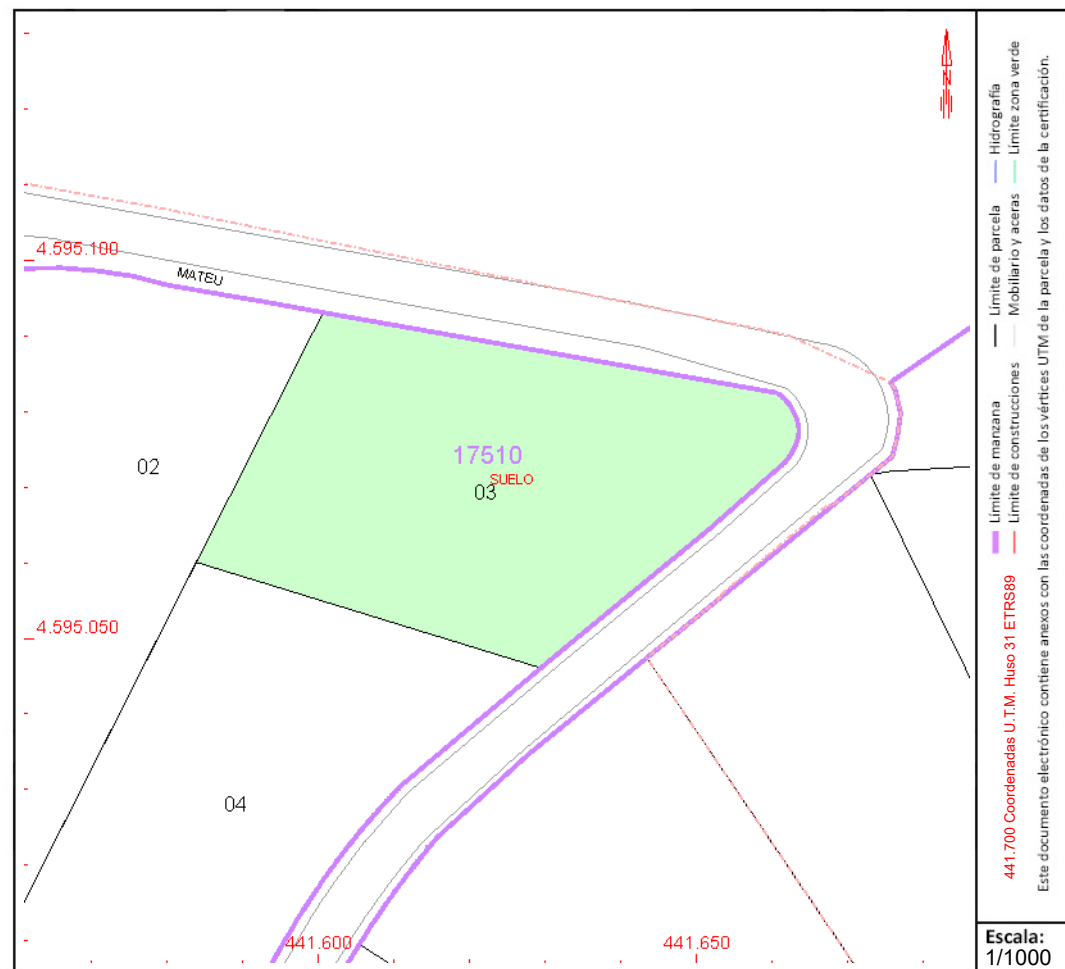 N
4.595.100
MATEU
02
17510
SUELO
03
4.595.050
04
441.600
441.650
Límite de manzana
Límite de parcela
Hidrografía
Límite de construcciones
Mobiliario y aceras
Límite zona verde
441.700 Coordenadas U.T.M. Huso 31 ETRS89
Este documento electrónico contiene anexos con las coordenadas de los vértices UTM de la parcela y los datos de la certificación.
Escala:
1/1000